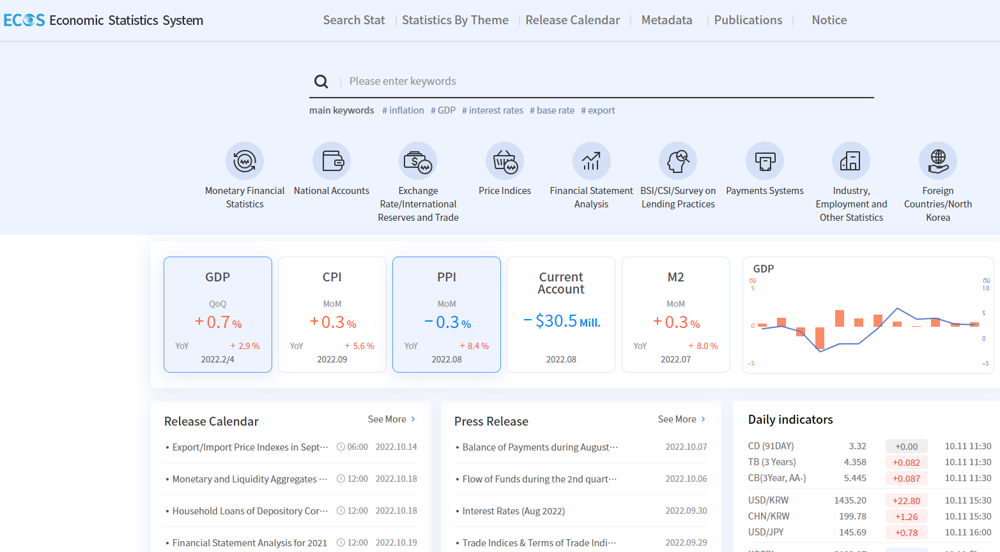 ECOS Economic Statistics System
Search Stat
Statistics By Theme
Release Calendar
Metadata
Publications
Notice
Please enter keywords
main keywords # inflation # GDP # interest rates # base rate # export
Monetary Financial
Statistics
National Accounts
Exchange
Rate/International
Reserves and Trade
Price Indices
Financial Statement
Analysis
BSI/CSI/Survey on
Lending Practices
Payments Systems
Industry,
Employment and
Other Statistics
Foreign
Countries/North
Korea
GDP
QoQ
+ 0.7 %
YoY + 2.9 %
2022.2/4
CPI
MoM
+ 0.3 %
YoY + 5.6 %
2022.09
PPI
MoM
− 0.3 %
YoY + 8.4 %
2022.08
Current
Account
− $30.5 Mill.
2022.08
M2
MoM
+ 0.3 %
YoY + 8.0 %
2022.07
GDP
(%) (%)
5 10
5
0
0
−5 −5
Release Calendar See More >
• Export/Import Price Indexes in Sept··· 06:00 2022.10.14
• Monetary and Liquidity Aggregates ··· 12:00 2022.10.18
• Household Loans of Depository Cor··· 12:00 2022.10.18
• Financial Statement Analysis for 2021 12:00 2022.10.19
Press Release See More >
• Balance of Payments during August··· 2022.10.07
• Flow of Funds during the 2nd quart··· 2022.10.06
• Interest Rates (Aug 2022) 2022.09.30
• Trade Indices & Terms of Trade Indi··· 2022.09.29
Daily indicators
CD (91DAY) 3.32 +0.00 10.11 11:30
TB (3 Years) 4.358 +0.082 10.11 11:30
CB(3Year, AA-) 5.445 +0.087 10.11 11:30
USD/KRW 1435.20 +22.80 10.11 15:30
CHN/KRW 199.78 +1.26 10.11 15:30
USD/JPY 145.69 +0.78 10.11 16:00